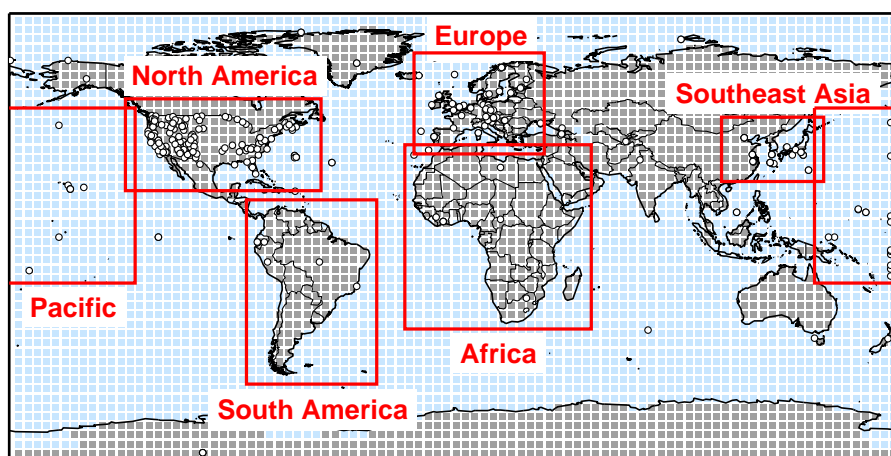 Europe
North America
Southeast Asia
Pacific
Africa
South America